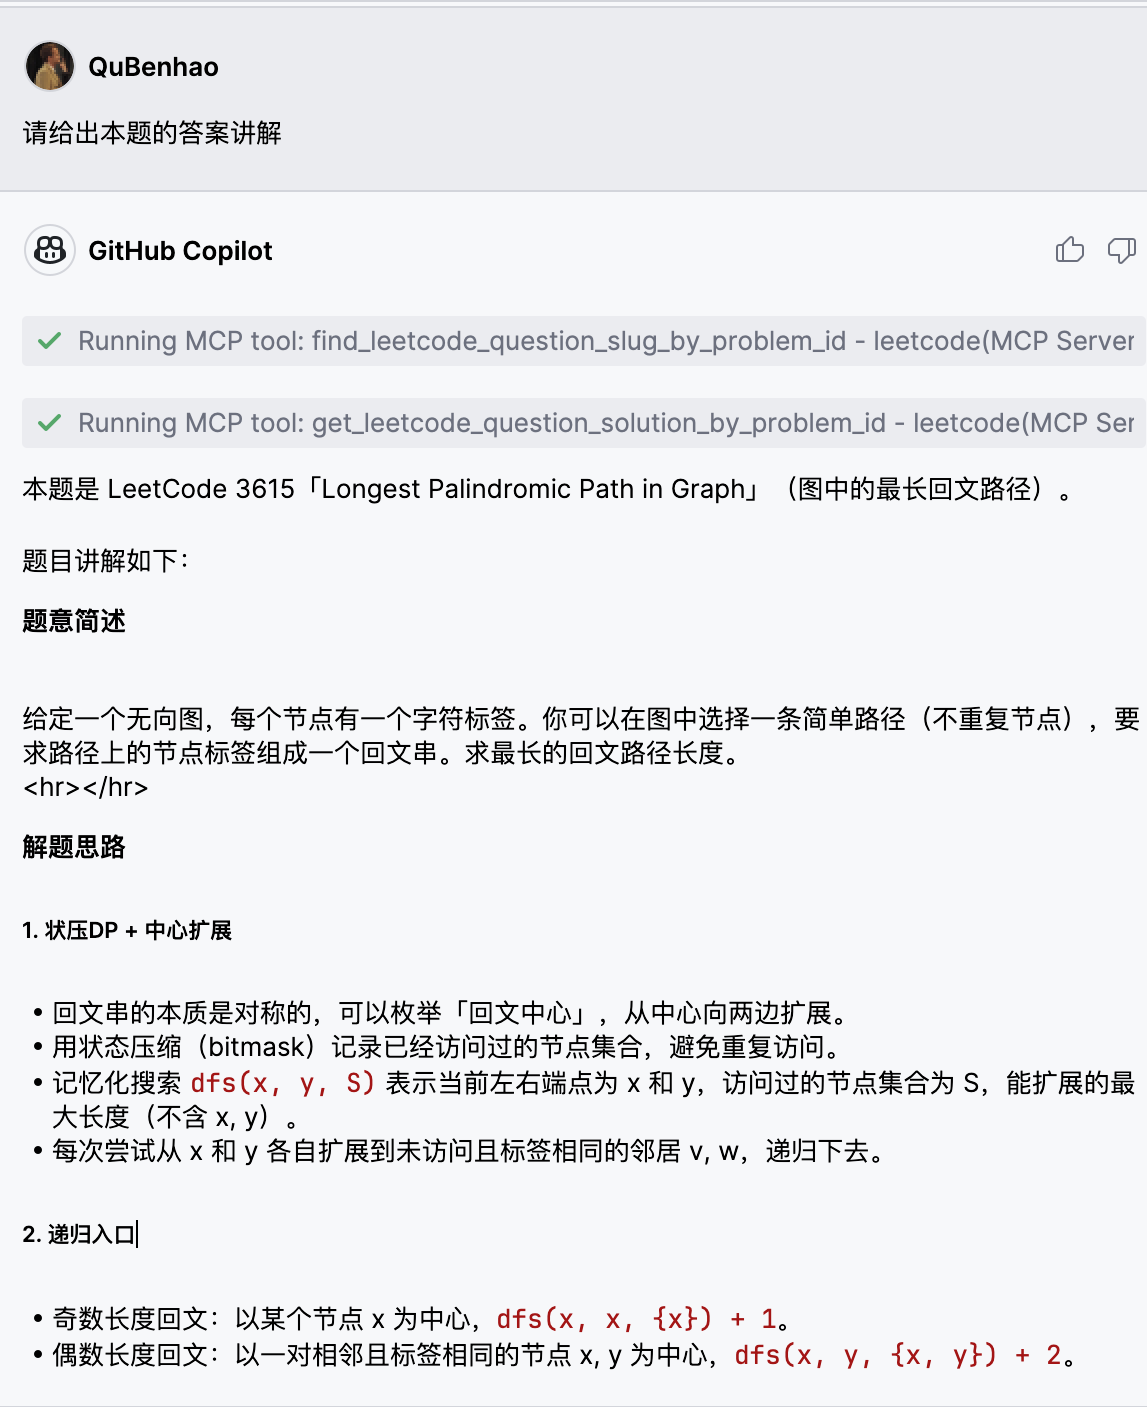 QuBenhao
请给出本题的答案讲解
GitHub Copilot
Running MCP tool: find_leetcode_question_slug_by_problem_id - leetcode(MCP Server
Running MCP tool: get_leetcode_question_solution_by_problem_id - leetcode(MCP Ser
本题是 LeetCode 3615「Longest Palindromic Path in Graph」（图中的最长回文路径）。
题目讲解如下：
题意简述
给定一个无向图，每个节点有一个字符标签。你可以在图中选择一条简单路径（不重复节点），要
求路径上的节点标签组成一个回文串。求最长的回文路径长度。
<hr></hr>
解题思路
1. 状压DP + 中心扩展
• 回文串的本质是对称的，可以枚举「回文中心」，从中心向两边扩展。
• 用状态压缩（bitmask）记录已经访问过的节点集合，避免重复访问。
• 记忆化搜索 dfs(x, y, S) 表示当前左右端点为 x 和 y，访问过的节点集合为 S，能扩展的最
大长度（不含 x, y）。
• 每次尝试从 x 和 y 各自扩展到未访问且标签相同的邻居 v, w，递归下去。
2. 递归入口
• 奇数长度回文：以某个节点 x 为中心，dfs(x, x, {x}) + 1。
• 偶数长度回文：以一对相邻且标签相同的节点 x, y 为中心，dfs(x, y, {x, y}) + 2。